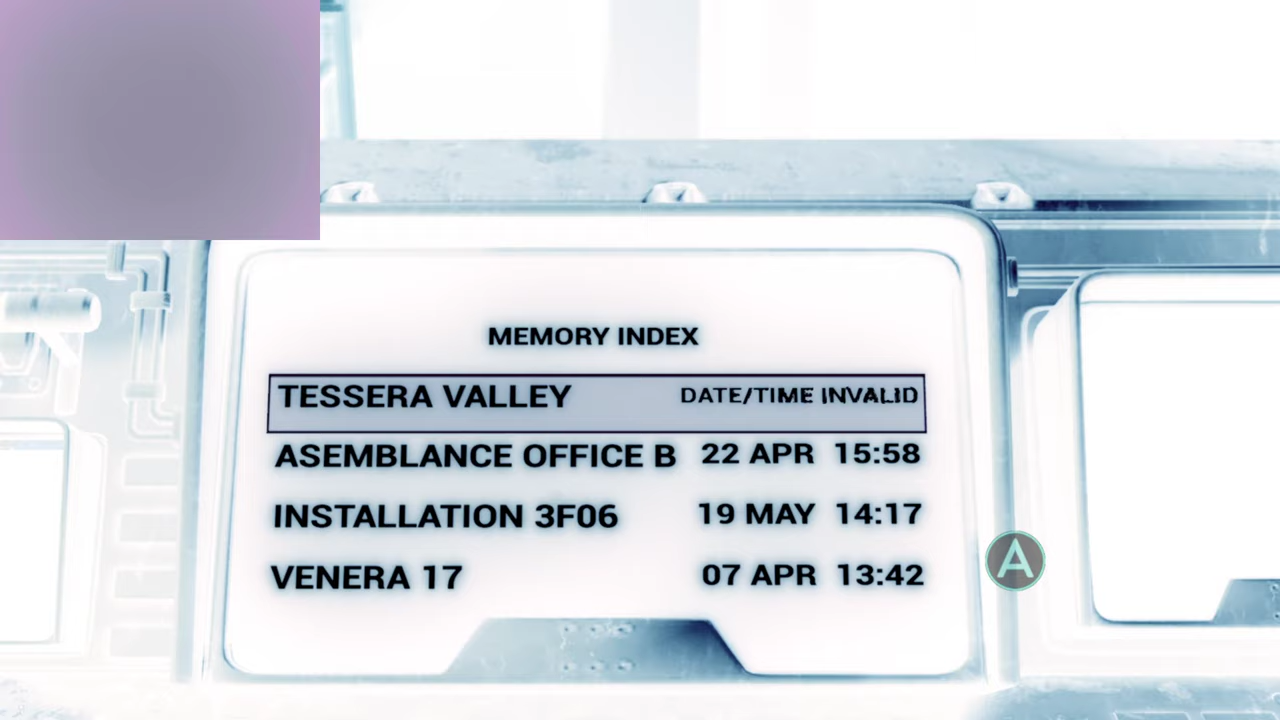 MEMORY INDEX
TESSERA VALLEY DATE/TIME INVALID
ASEMBLANCE OFFICE B 22 APR 15:58
INSTALLATION 3F06 19 MAY 14:17
VENERA 17 07 APR 13:42
A